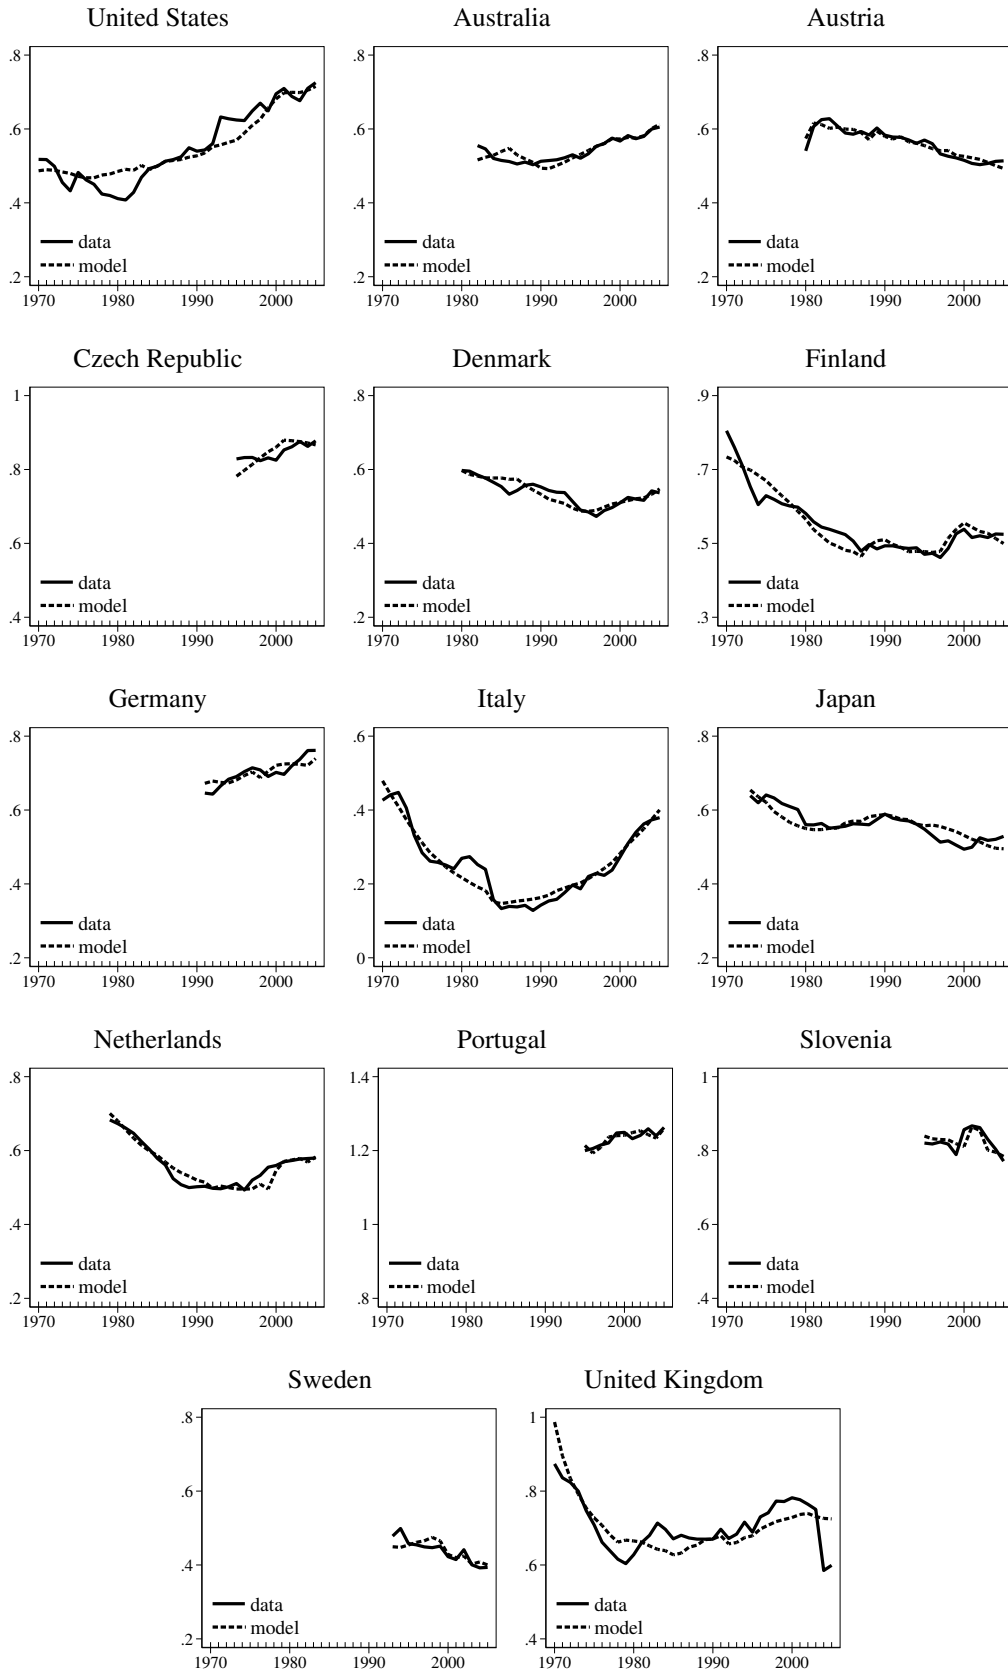 United States Australia Austria
.8 .8 .8
.6 .6 .6
.4 .4 .4
data data data
model model model
.2 .2 .2
1970 1980 1990 2000 1970 1980 1990 2000 1970 1980 1990 2000
Czech Republic Denmark Finland
1 .8 .9
.8 .6 .7
.6 .4 .5
data data data
model model model
.4 .2 .3
1970 1980 1990 2000 1970 1980 1990 2000 1970 1980 1990 2000
Germany Italy Japan
.8 .6 .8
.6 .4 .6
.4 .2 .4
data data data
model model model
.2 0 .2
1970 1980 1990 2000 1970 1980 1990 2000 1970 1980 1990 2000
Netherlands Portugal Slovenia
.8 1.4 1
.6 1.2 .8
.4 1 .6
data data data
model model model
.2 .8 .4
1970 1980 1990 2000 1970 1980 1990 2000 1970 1980 1990 2000
Sweden United Kingdom
.8 1
.6 .8
.4 .6
data data
model model
.2 .4
1970 1980 1990 2000 1970 1980 1990 2000